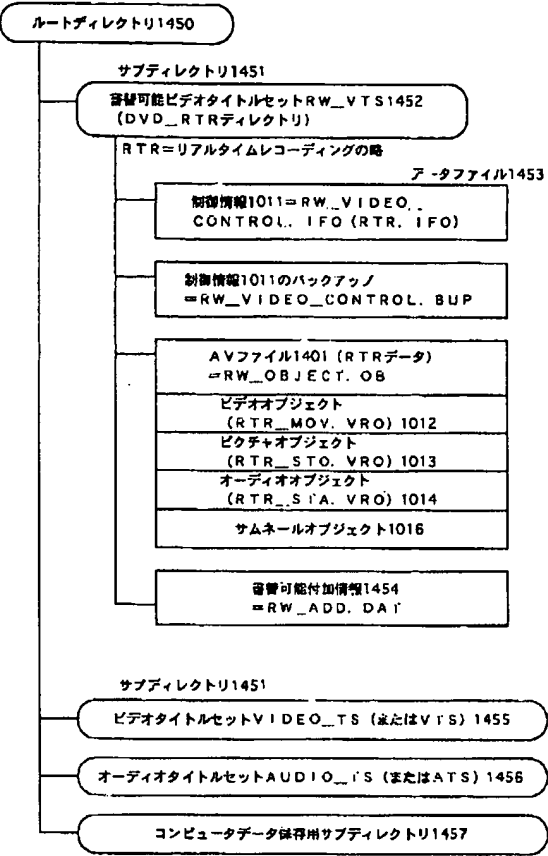 ルートディレクトリ1450
サブディレクトリ1451
書替可能ビデオタイトルセットRW_VTS1452
(DVD_RTRディレクトリ)
RTR=リアルタイムレコーディングの略
データファイル1453
制御情報1011=RW_VIDEO_
CONTROL. IFO (RTR. IFO)
制御情報1011のバックアップ
=RW_VIDEO_CONTROL. BUP
AVファイル1401 (RTRデータ)
=RW_OBJECT. OB
ビデオオブジェクト
(RTR_MOV. VRO) 1012
ピクチャオブジェクト
(RTR_STO. VRO) 1013
オーディオオブジェクト
(RTR_STA. VRO) 1014
サムネールオブジェクト1016
書替可能付加情報1454
=RW_ADD. DAT
サブディレクトリ1451
ビデオタイトルセットVIDEO_TS (またはVTS) 1455
オーディオタイトルセットAUDIO_TS (またはATS) 1456
コンピュータデータ保存用サブディレクトリ1457